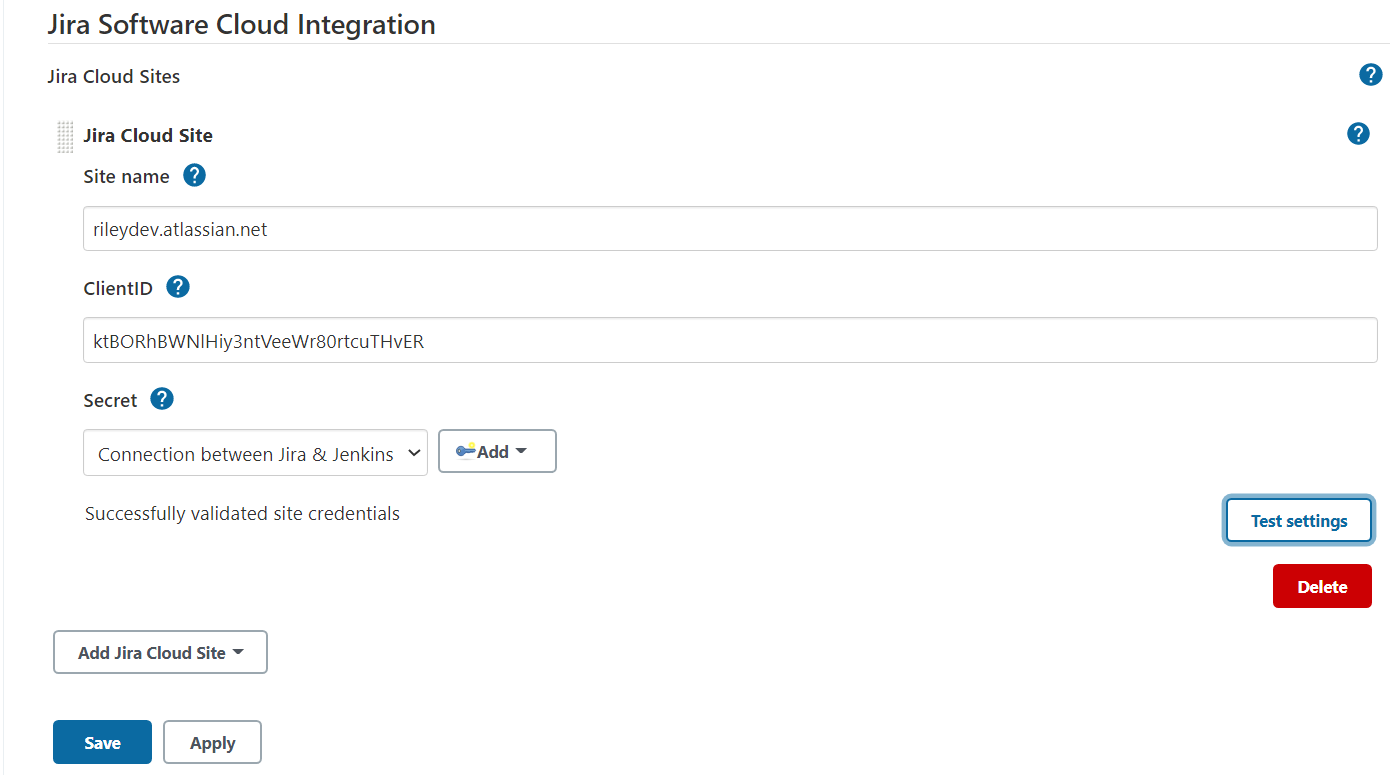 Jira Software Cloud Integration
Jira Cloud Sites ?
Jira Cloud Site ?
Site name ?
rileydev.atlassian.net
ClientID ?
ktBORhBWNlHiy3ntVeeWr80rtcuTHvER
Secret ?
Connection between Jira & Jenkins Add
Successfully validated site credentials
Test settings
Delete
Add Jira Cloud Site
Save Apply